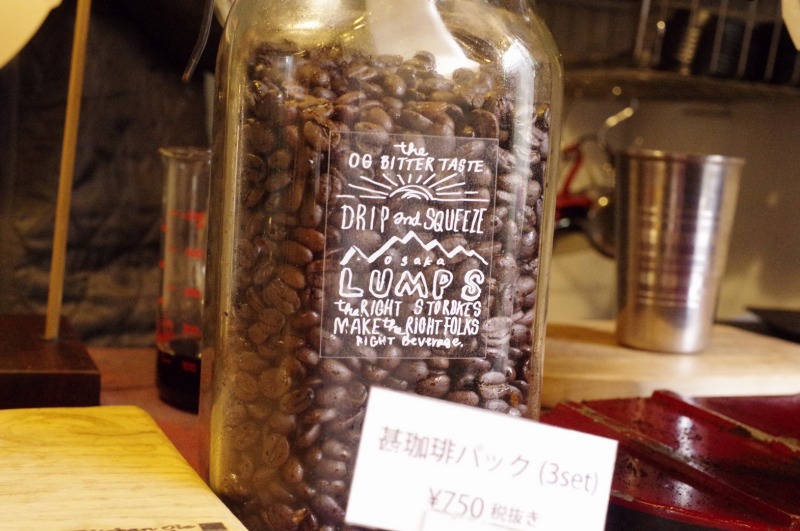 the
OG BITTER TASTE
DRIP and SQUEEZE
osaka
LUMPS
the RIGHT STOROKES
MAKE the RIGHT FOLKS
RIGHT Beverage.
甚珈琲パック (3set)
¥750 税抜き